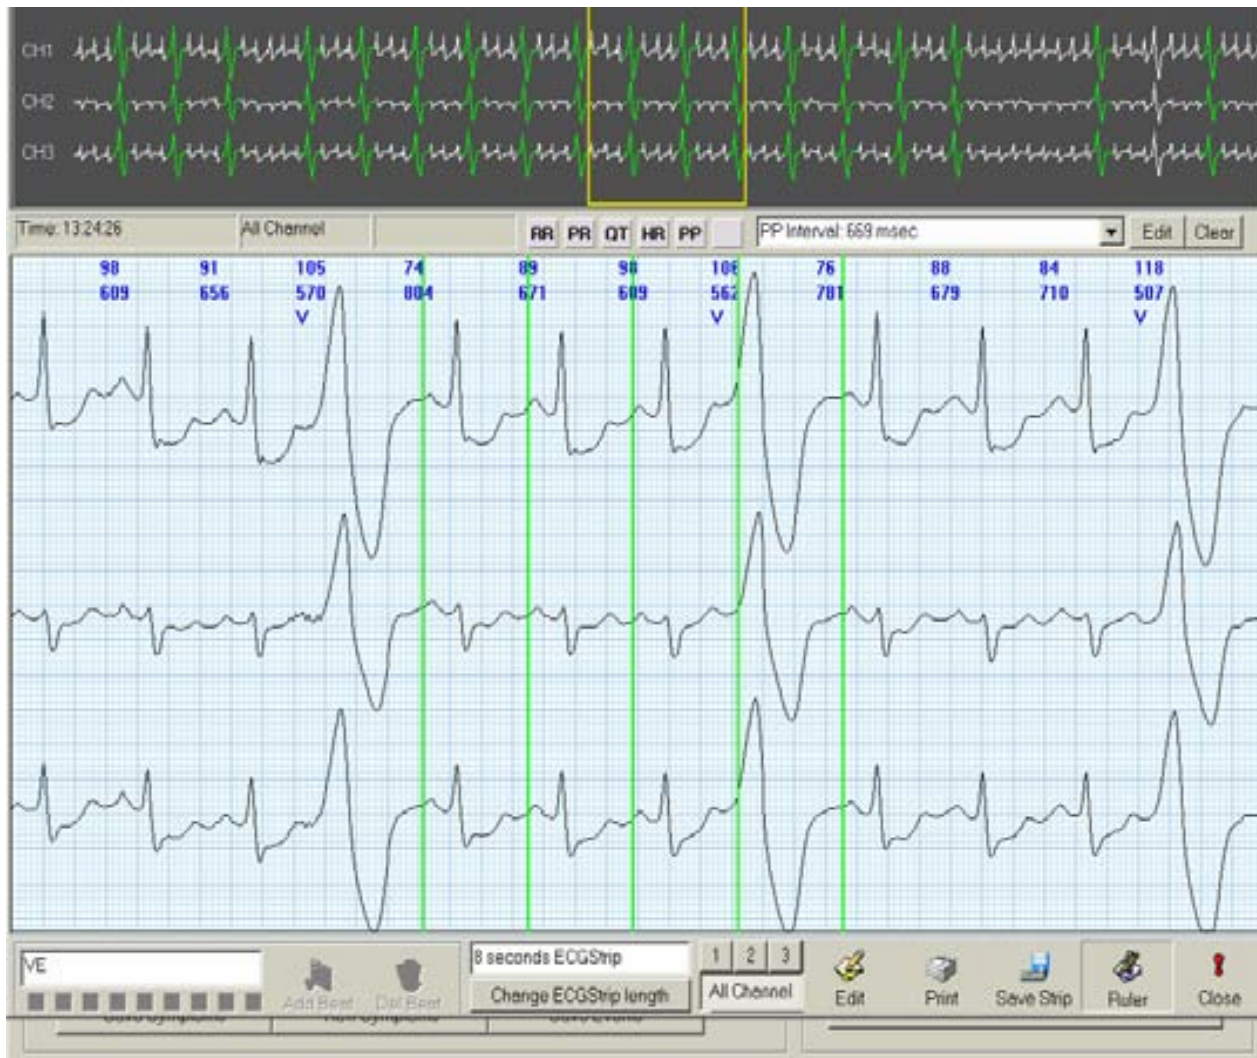 CH1
CH2
CH3
Time: 13:24:26 All Channel RR PR QT HR PP PP Interval: 669 msec Edit Clear
98 91 105 74 89 98 106 76 88 84 118
609 656 570 804 671 609 562 781 679 710 507
V V V
VE
Add Beat Del Beat
8 seconds ECGStrip
Change ECGStrip length
1 2 3
All Channel
Edit Print Save Strip Ruler Close